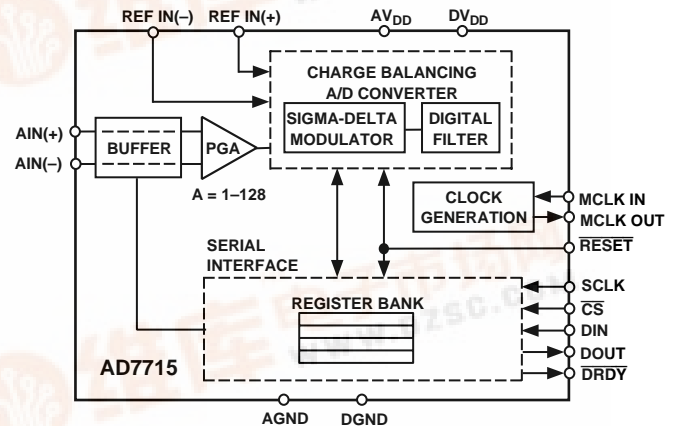 REF IN(–) REF IN(+) AVDD DVDD
CHARGE BALANCING
A/D CONVERTER
SIGMA-DELTA
MODULATOR
DIGITAL
FILTER
AIN(+)
AIN(–)
BUFFER
PGA
A = 1–128
CLOCK
GENERATION
MCLK IN
MCLK OUT
RESET
SERIAL
INTERFACE
REGISTER BANK
SCLK
CS
DIN
DOUT
DRDY
AD7715
AGND DGND